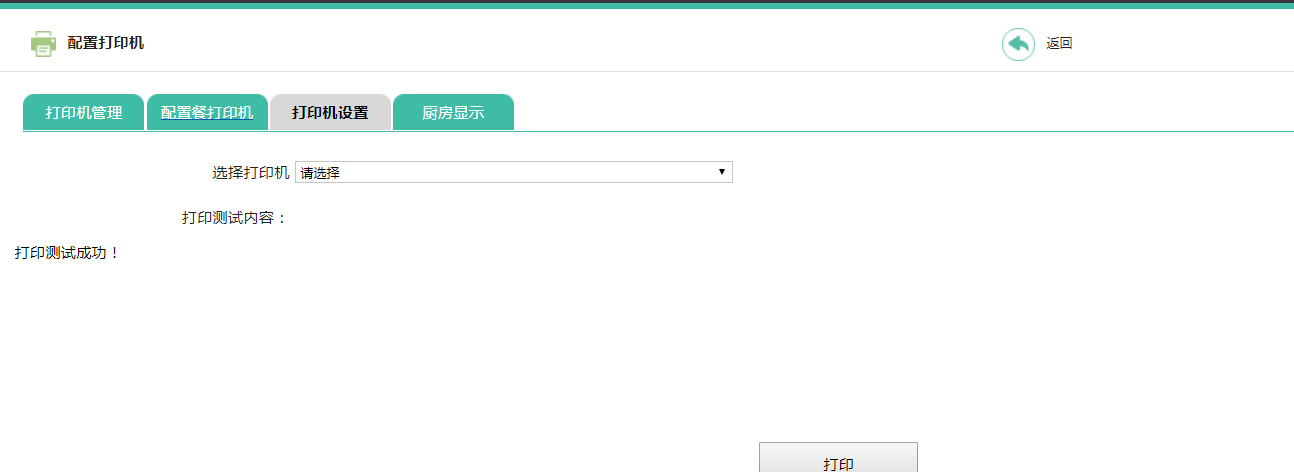 配置打印机
返回
打印机管理 配置餐打印机 打印机设置 厨房显示
选择打印机 请选择
打印测试内容：
打印测试成功！
打印